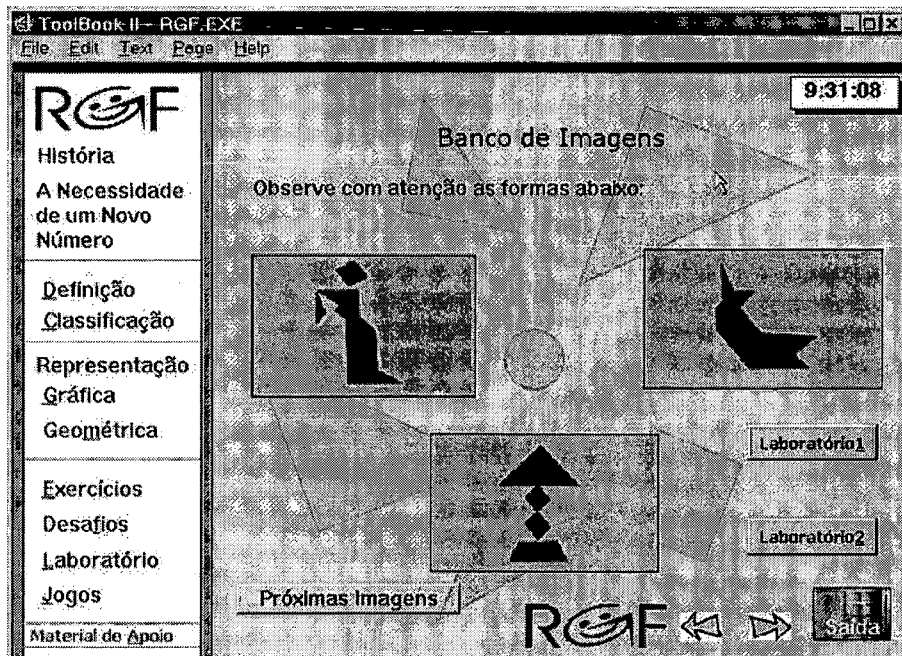 ToolBook II - RGF.EXE
File Edit Text Page Help
RGF
História
A Necessidade
de um Novo
Número
Definição
Classificação
Representação
Gráfica
Geométrica
Exercícios
Desafios
Laboratório
Jogos
Material de Apoio
9:31:08
Banco de Imagens
Observe com atenção as formas abaixo:
Laboratório1
Laboratório2
Próximas Imagens
RGF
Saída